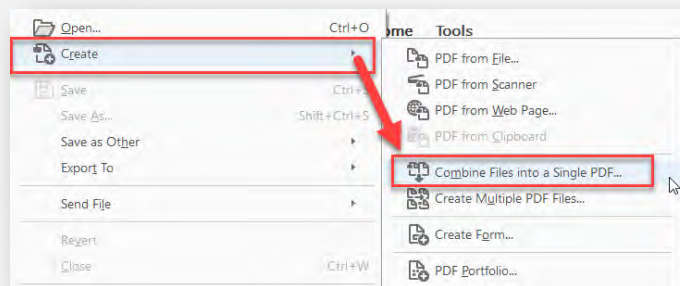 Open... Ctrl+O
Create
Save Ctrl+S
Save As... Shift+Ctrl+S
Save as Other
Export To
Send File
Revert
Close Ctrl+W
ome Tools
PDF from File...
PDF from Scanner
PDF from Web Page...
PDF from Clipboard
Combine Files into a Single PDF...
Create Multiple PDF Files...
Create Form...
PDF Portfolio...